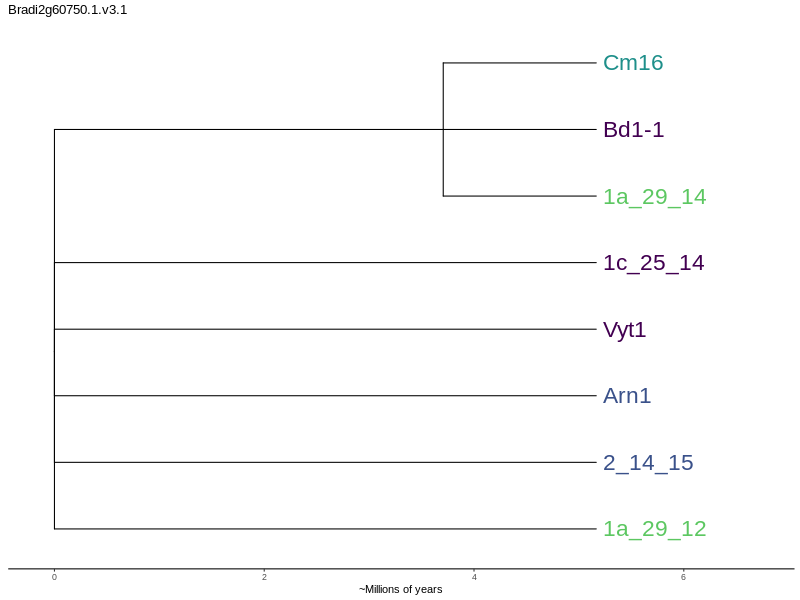 Bradi2g60750.1.v3.1
Cm16
Bd1-1
1a_29_14
1c_25_14
Vyt1
Arn1
2_14_15
1a_29_12
0 2 4 6
~Millions of years